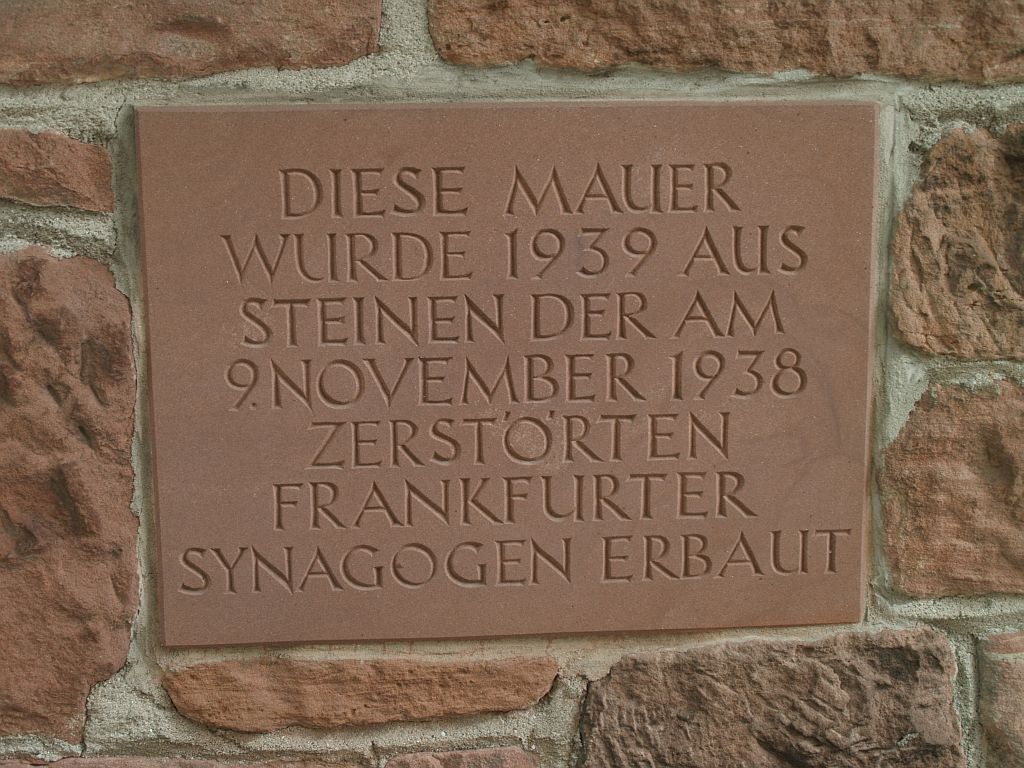 DIESE MAUER
WURDE 1939 AUS
STEINEN DER AM
9. NOVEMBER 1938
ZERSTÖRTEN
FRANKFURTER
SYNAGOGEN ERBAUT